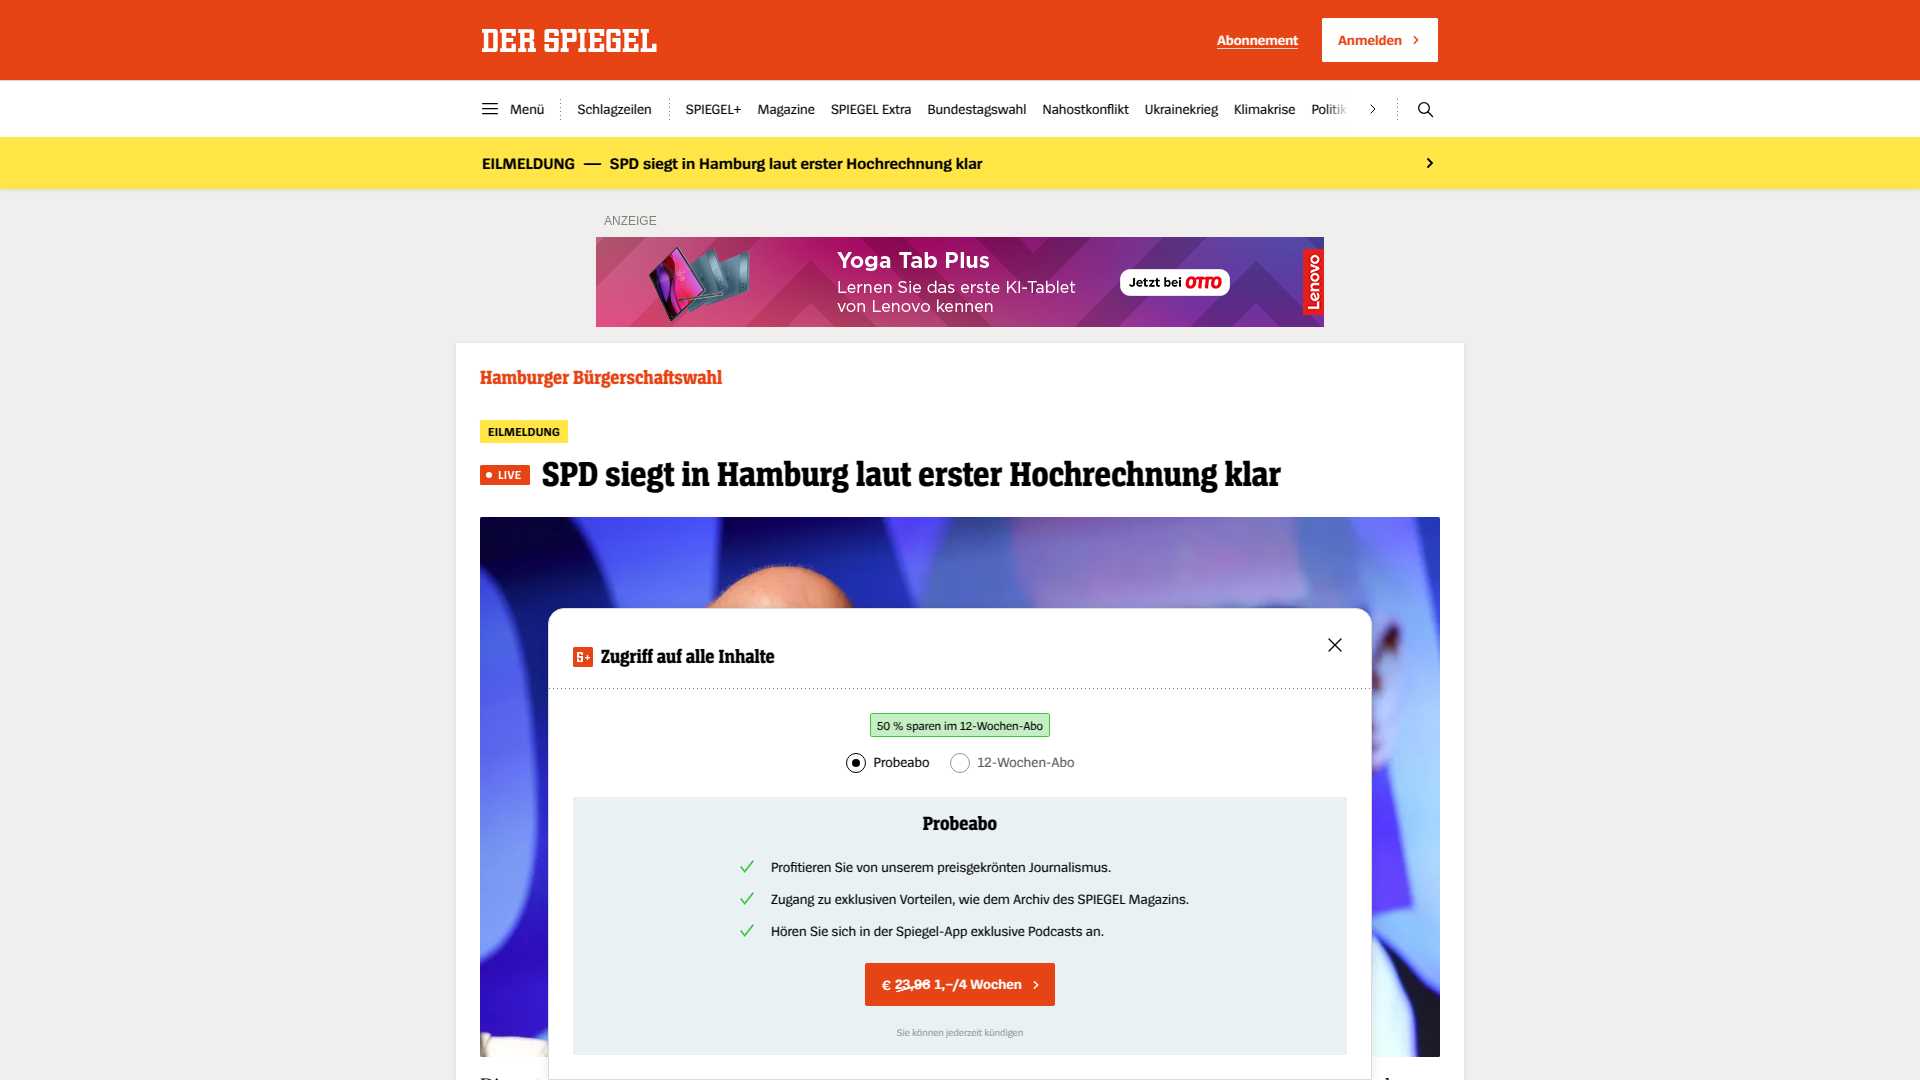 DER SPIEGEL
Abonnement
Anmelden
Menü
Schlagzeilen
SPIEGEL+
Magazine
SPIEGEL Extra
Bundestagswahl
Nahostkonflikt
Ukrainekrieg
Klimakrise
Politik
EILMELDUNG — SPD siegt in Hamburg laut erster Hochrechnung klar
ANZEIGE
Yoga Tab Plus
Lernen Sie das erste KI-Tablet
von Lenovo kennen
Jetzt bei OTTO
Lenovo
Hamburger Bürgerschaftswahl
EILMELDUNG
LIVE
SPD siegt in Hamburg laut erster Hochrechnung klar
Zugriff auf alle Inhalte
50 % sparen im 12-Wochen-Abo
Probeabo
12-Wochen-Abo
Probeabo
Profitieren Sie von unserem preisgekrönten Journalismus.
Zugang zu exklusiven Vorteilen, wie dem Archiv des SPIEGEL Magazins.
Hören Sie sich in der Spiegel-App exklusive Podcasts an.
€ 23,96 1,–/4 Wochen
Sie können jederzeit kündigen